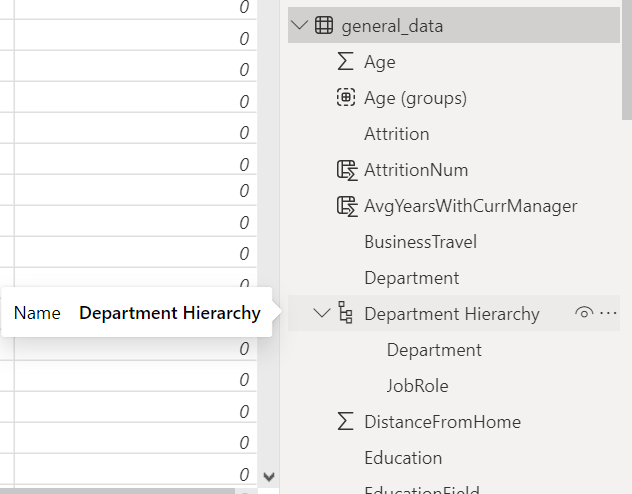 0
general_data
0
Age
0
Age (groups)
0
Attrition
0
AttritionNum
0
0
AvgYearsWithCurrManager
0
BusinessTravel
0
Department
0
Name Department Hierarchy
Department Hierarchy
0
Department
0
JobRole
0
DistanceFromHome
0
Education
0
EducationField